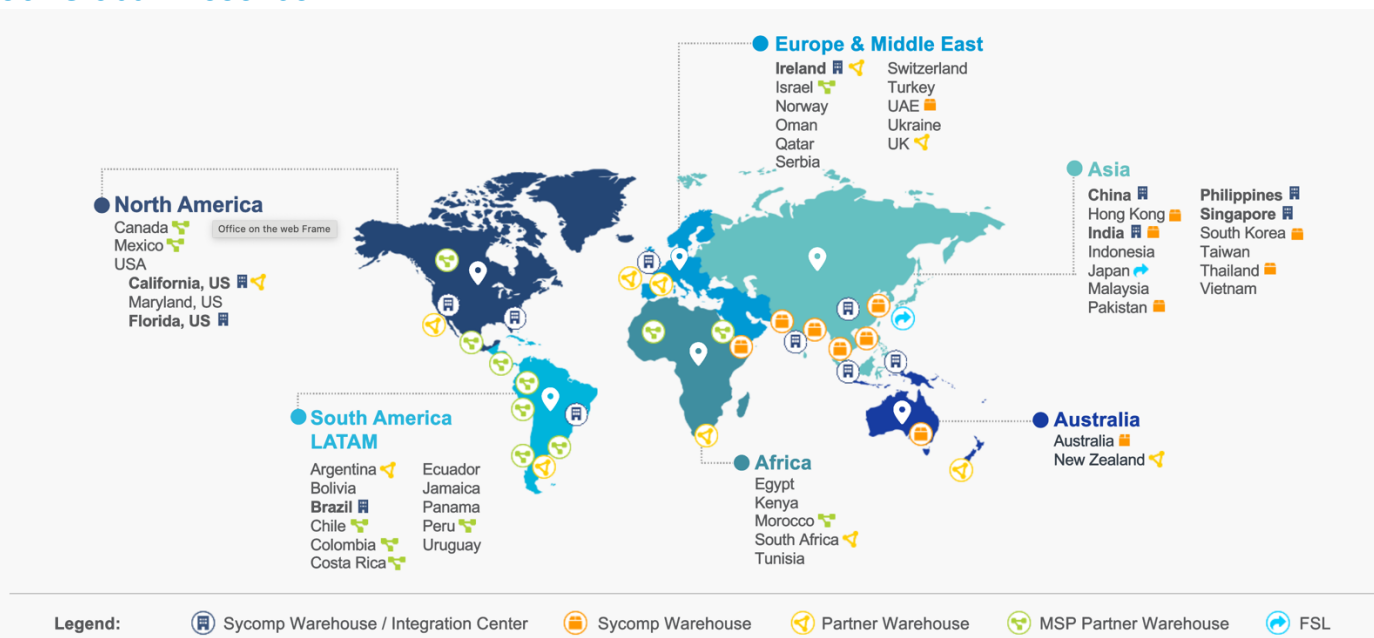 Europe & Middle East
Ireland
Israel
Norway
Oman
Qatar
Serbia
Switzerland
Turkey
UAE
Ukraine
UK
Asia
China
Hong Kong
India
Indonesia
Japan
Malaysia
Pakistan
Philippines
Singapore
South Korea
Taiwan
Thailand
Vietnam
North America
Canada
Mexico
USA
California, US
Maryland, US
Florida, US
Office on the web Frame
South America
LATAM
Argentina
Bolivia
Brazil
Chile
Colombia
Costa Rica
Ecuador
Jamaica
Panama
Peru
Uruguay
Africa
Egypt
Kenya
Morocco
South Africa
Tunisia
Australia
Australia
New Zealand
Legend:
Sycomp Warehouse / Integration Center
Sycomp Warehouse
Partner Warehouse
MSP Partner Warehouse
FSL